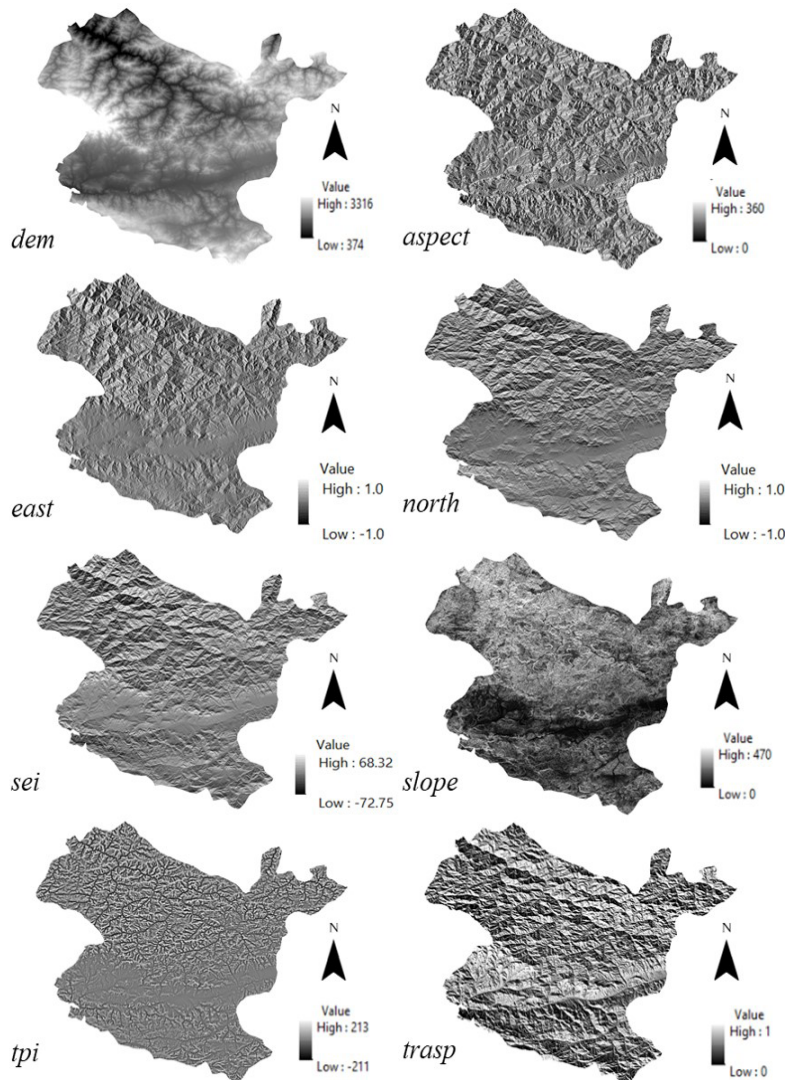 N
Value
High : 3316
Low : 374
dem
N
Value
High : 360
Low : 0
aspect
N
Value
High : 1.0
Low : -1.0
east
N
Value
High : 1.0
Low : -1.0
north
N
Value
High : 68.32
Low : -72.75
sei
N
Value
High : 470
Low : 0
slope
N
Value
High : 213
Low : -211
tpi
N
Value
High : 1
Low : 0
trasp